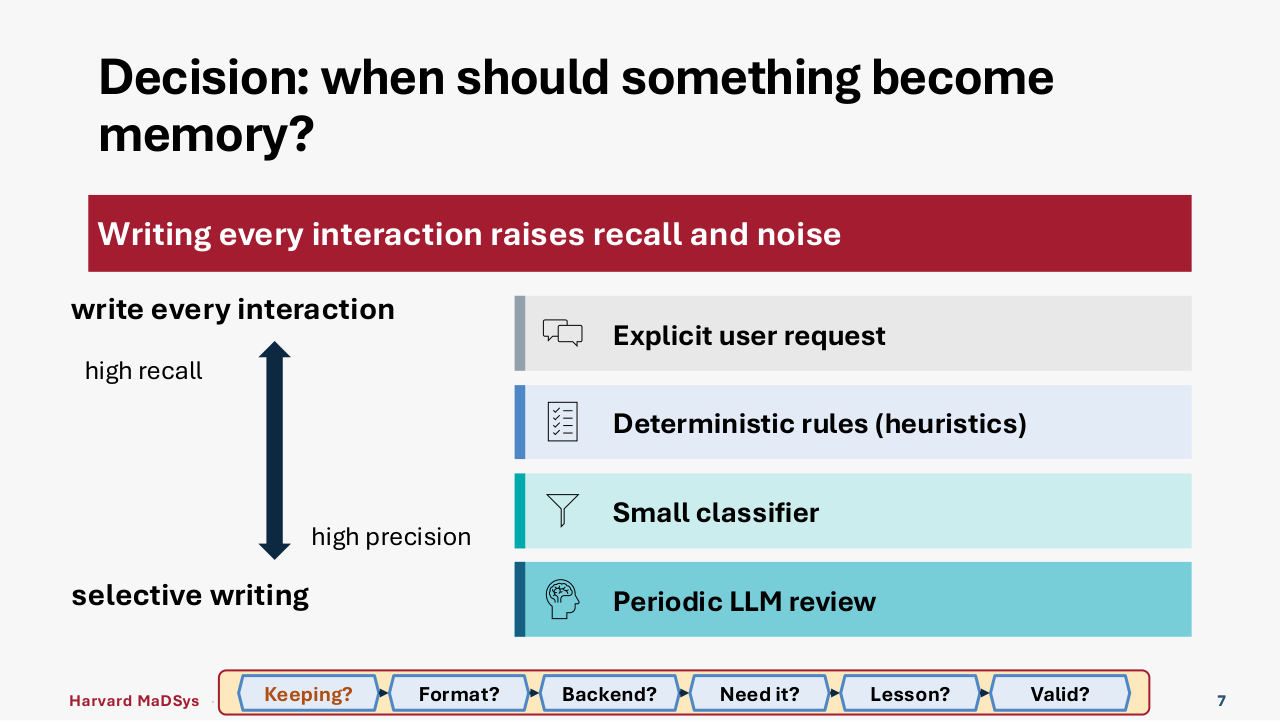 Decision: when should something become
memory?
Writing every interaction raises recall and noise
write every interaction
high recall
high precision
selective writing
Explicit user request
Deterministic rules (heuristics)
Small classifier
Periodic LLM review
Harvard MaDSys
Keeping?
Format?
Backend?
Need it?
Lesson?
Valid?
7